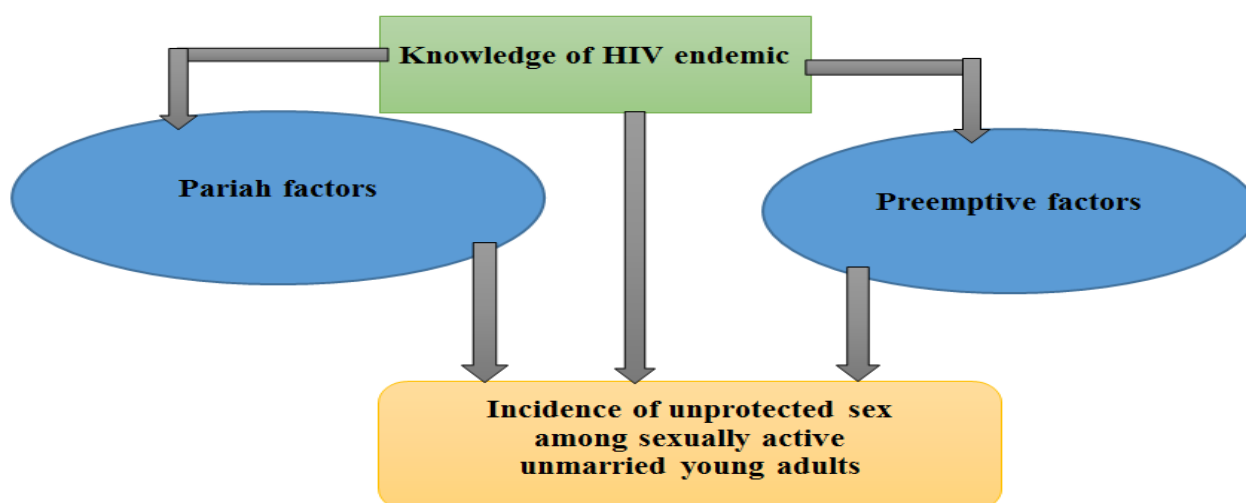 Knowledge of HIV endemic
Pariah factors
Preemptive factors
Incidence of unprotected sex
among sexually active
unmarried young adults